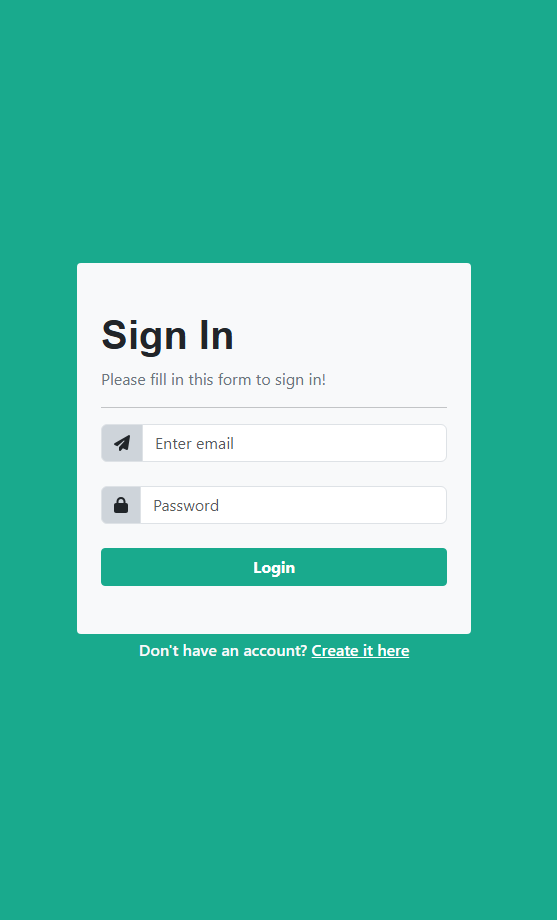 Sign In
Please fill in this form to sign in!
Enter email
Password
Login
Don't have an account? Create it here